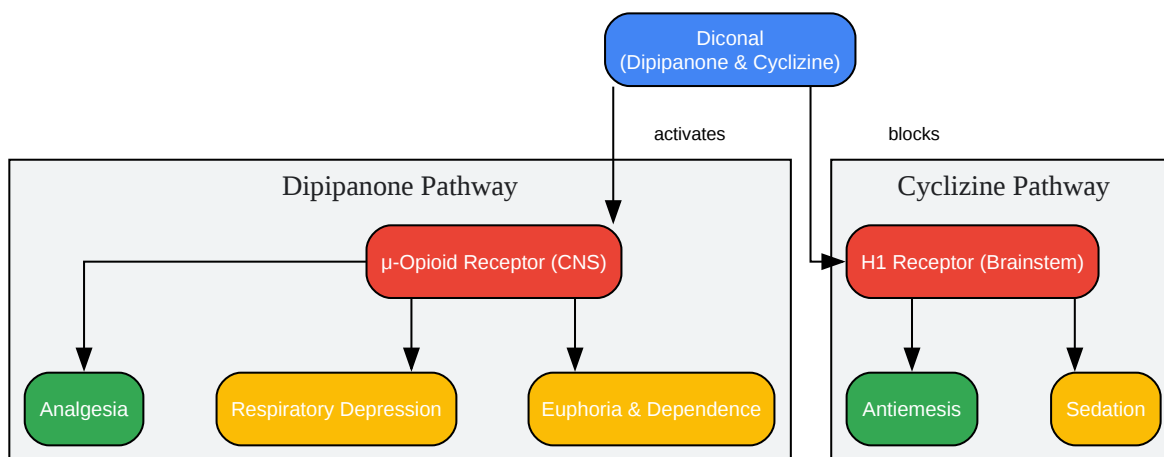 Diconal
(Dipipanone & Cyclizine)
activates
blocks
Dipipanone Pathway
Cyclizine Pathway
μ-Opioid Receptor (CNS)
H1 Receptor (Brainstem)
Analgesia
Respiratory Depression
Euphoria & Dependence
Antiemesis
Sedation